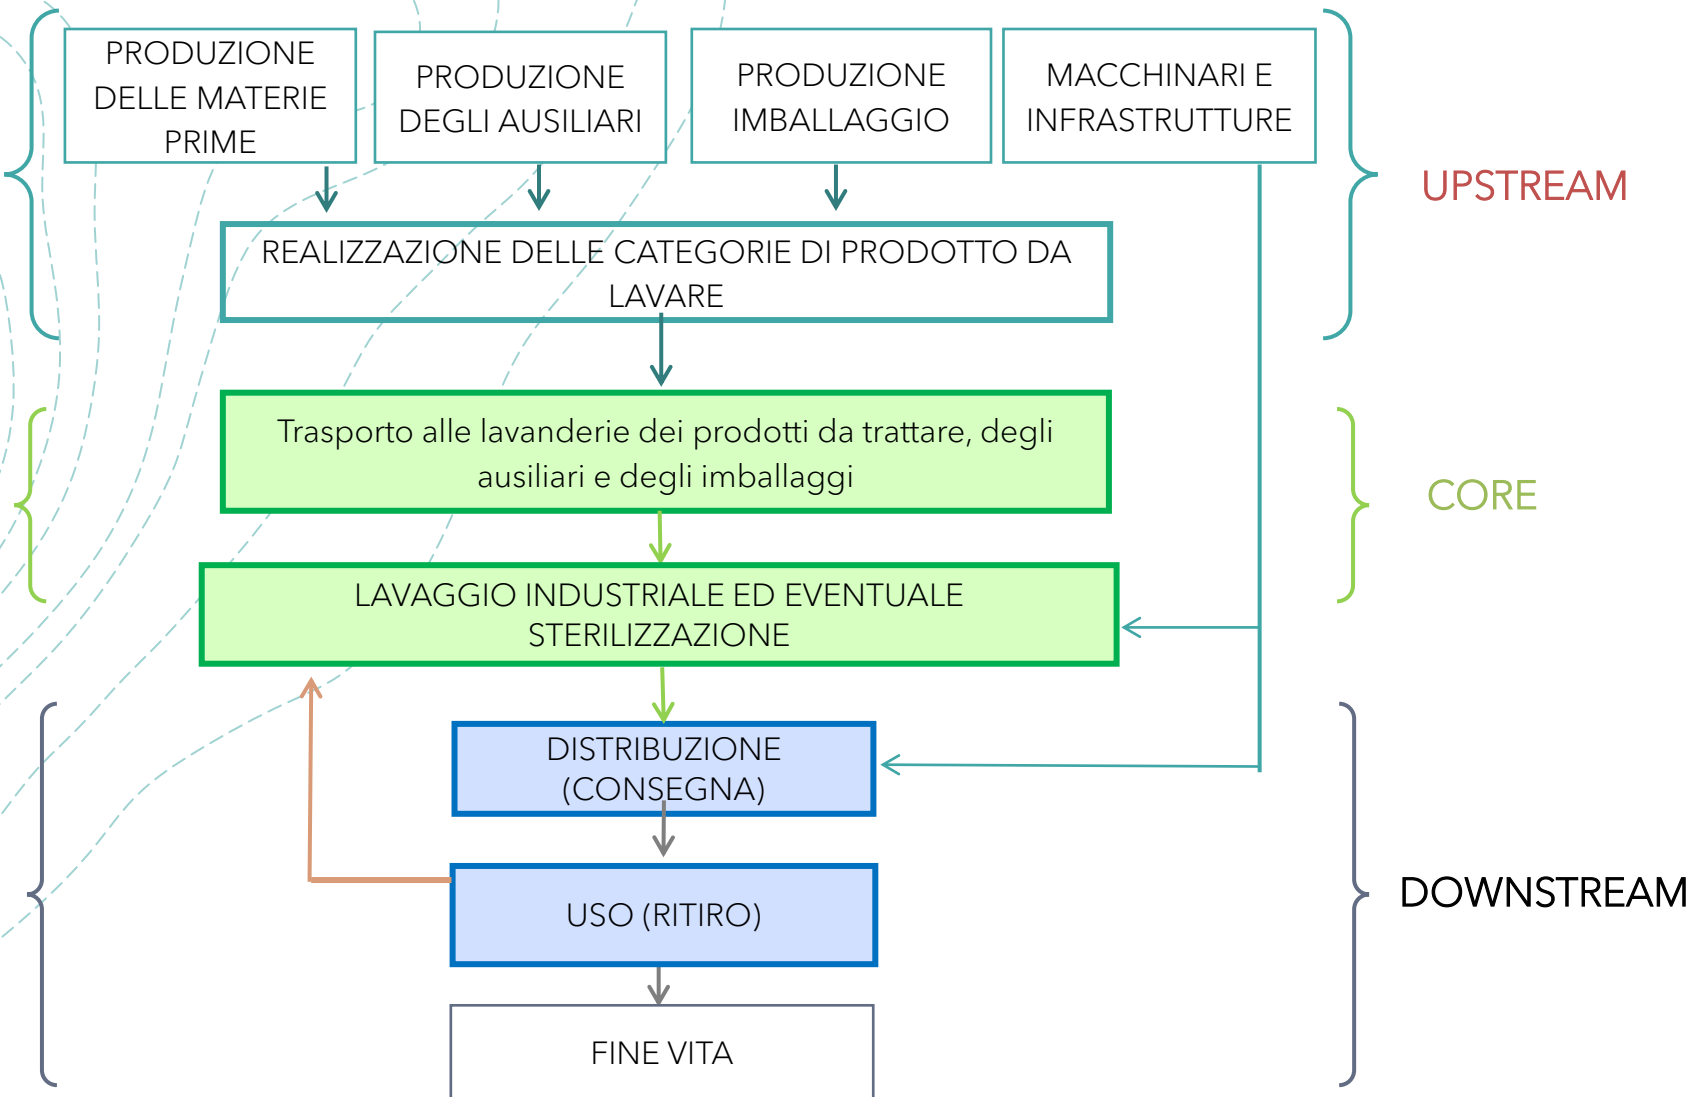 PRODUZIONE
DELLE MATERIE
PRIME
PRODUZIONE
DEGLI AUSILIARI
PRODUZIONE
IMBALLAGGIO
MACCHINARI E
INFRASTRUTTURE
UPSTREAM
REALIZZAZIONE DELLE CATEGORIE DI PRODOTTO DA
LAVARE
Trasporto alle lavanderie dei prodotti da trattare, degli
ausiliari e degli imballaggi
CORE
LAVAGGIO INDUSTRIALE ED EVENTUALE
STERILIZZAZIONE
DISTRIBUZIONE
(CONSEGNA)
USO (RITIRO)
DOWNSTREAM
FINE VITA